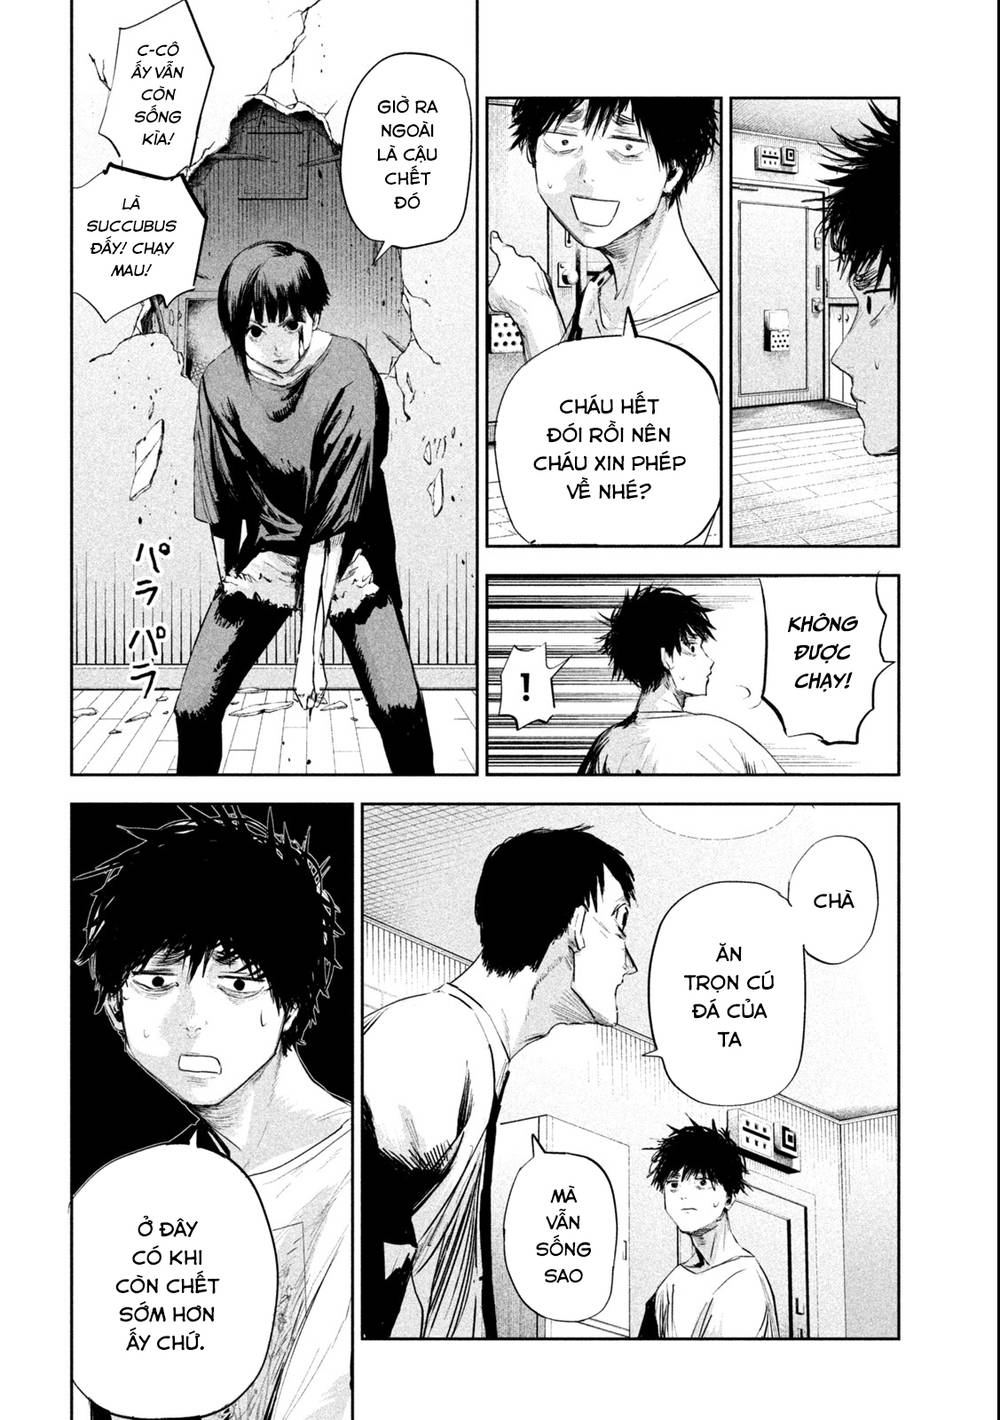 CHÁU HẾT
ĐÓI RỒI NÊN
CHÁU XIN PHÉP
VỀ NHÉ?
KHÔNG
ĐƯỢC
CHẠY!
!
GIỜ RA
NGOÀI
LÀ CẬU
CHẾT
ĐÓ
C-CÔ
ẤY VẪN
CÒN
SỐNG
KÌA!
LÀ
SUCCUBUS
ĐẤY! CHẠY
MAU!
パラパラ
CHÀ
ĂN
TRỌN CÚ
ĐÁ CỦA
TA
MÀ
VẪN
SỐNG
SAO
Ở ĐÂY
CÓ KHI
CÒN CHẾT
SỚM HƠN
ẤY CHỨ.